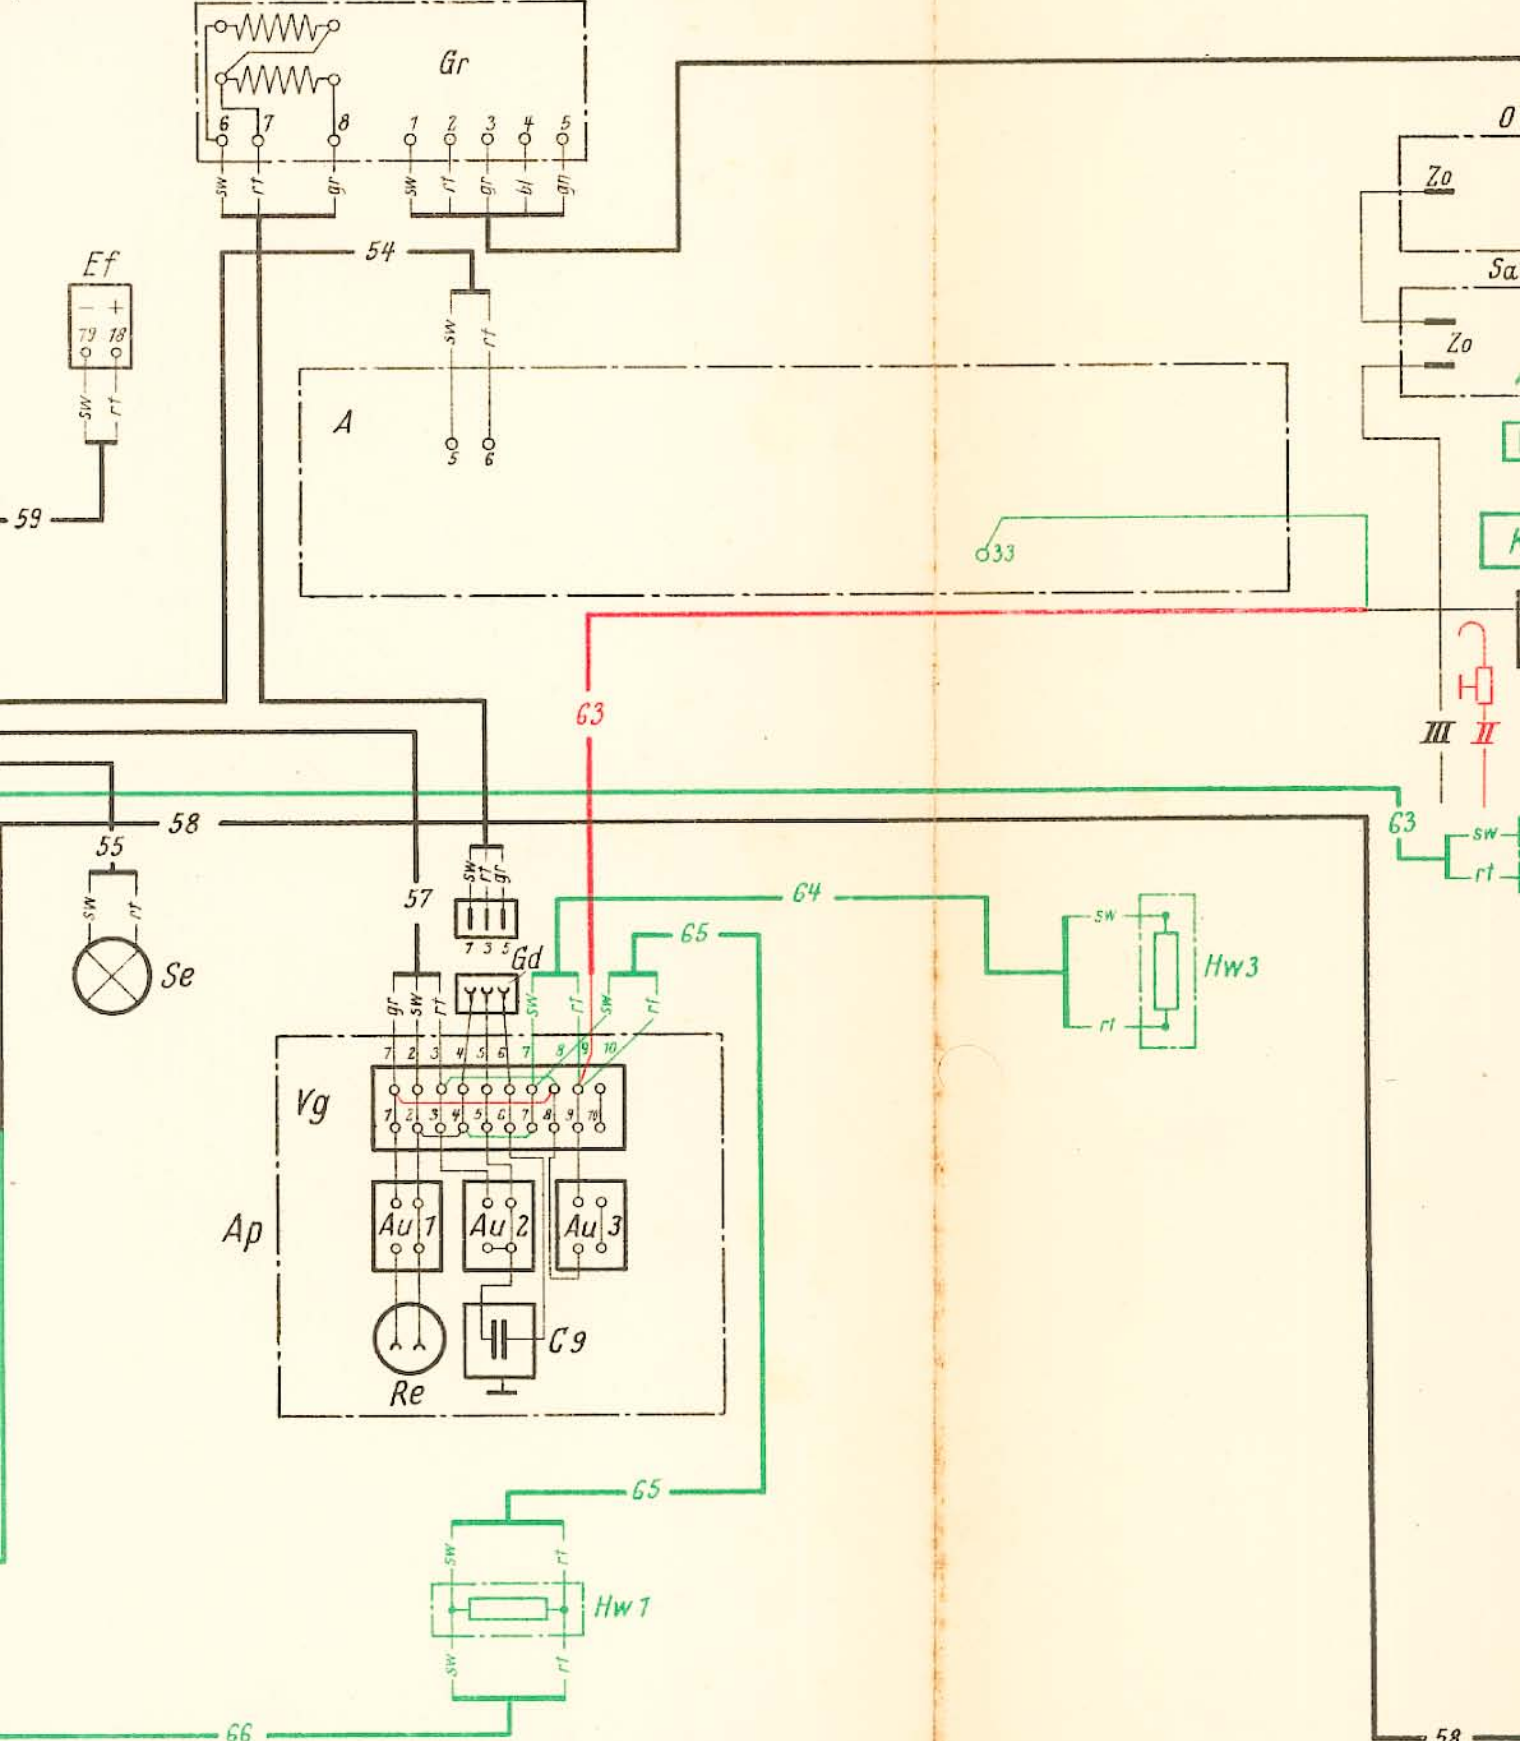 Gr
6 7 8 1 2 3 4 5
sw rt gr sw rt gr bl gn
O
Zo
Sa
Zo
54
Ef
− +
79 18
sw rt
sw rt
A
5 6
33
59
63
III II
58
55
sw rt
Se
57
sw rt gr
7 3 5
Gd
64
65
63
sw
rt
sw
rt
Hw3
gr sw rt
sw rt sw rt
1 2 3 4 5 6 7 8 9 10
Vg
1 2 3 4 5 6 7 8 9 10
Ap
Au 1
Au 2
Au 3
C9
Re
65
sw rt
Hw1
sw rt
66
58